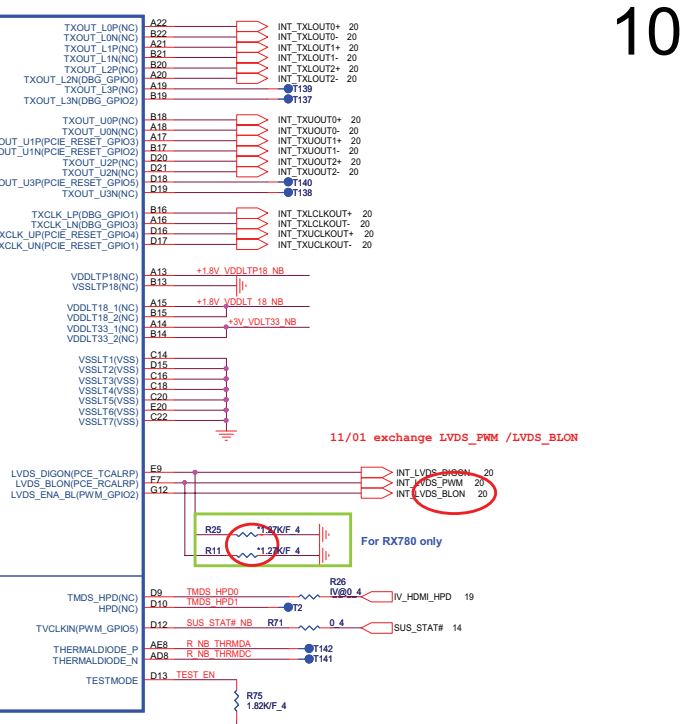 10
TXOUT_L0P(NC) A22 INT_TXLOUT0+ 20
TXOUT_L0N(NC) B22 INT_TXLOUT0- 20
TXOUT_L1P(NC) A21 INT_TXLOUT1+ 20
TXOUT_L1N(NC) B21 INT_TXLOUT1- 20
TXOUT_L2P(NC) B20 INT_TXLOUT2+ 20
TXOUT_L2N(DBG_GPIO0) A20 INT_TXLOUT2- 20
TXOUT_L3P(NC) A19 T139
TXOUT_L3N(DBG_GPIO2) B19 T137
TXOUT_U0P(NC) B18 INT_TXUOUT0+ 20
TXOUT_U0N(NC) A18 INT_TXUOUT0- 20
OUT_U1P(PCIE_RESET_GPIO3) A17 INT_TXUOUT1+ 20
OUT_U1N(PCIE_RESET_GPIO2) B17 INT_TXUOUT1- 20
TXOUT_U2P(NC) D20 INT_TXUOUT2+ 20
TXOUT_U2N(NC) D21 INT_TXUOUT2- 20
OUT_U3P(PCIE_RESET_GPIO5) D18 T140
TXOUT_U3N(NC) D19 T138
TXCLK_LP(DBG_GPIO1) B16 INT_TXLCLKOUT+ 20
TXCLK_LN(DBG_GPIO3) A16 INT_TXLCLKOUT- 20
XCLK_UP(PCIE_RESET_GPIO4) D16 INT_TXUCLKOUT+ 20
XCLK_UN(PCIE_RESET_GPIO1) D17 INT_TXUCLKOUT- 20
VDDLTP18(NC) A13 +1.8V_VDDLTP18_NB
VSSLTP18(NC) B13
VDDLT18_1(NC) A15 +1.8V_VDDLT_18_NB
VDDLT18_2(NC) B15
VDDLT33_1(NC) A14 +3V_VDLT33_NB
VDDLT33_2(NC) B14
VSSLT1(VSS) C14
VSSLT2(VSS) D15
VSSLT3(VSS) C16
VSSLT4(VSS) C18
VSSLT5(VSS) C20
VSSLT6(VSS) E20
VSSLT7(VSS) C22
11/01 exchange LVDS_PWM /LVDS_BLON
LVDS_DIGON(PCE_TCALRP) E9 INT_LVDS_DIGON 20
LVDS_BLON(PCE_RCALRP) F7 INT_LVDS_PWM 20
LVDS_ENA_BL(PWM_GPIO2) G12 INT_LVDS_BLON 20
R25 *1.27K/F_4
R11 *1.27K/F_4
For RX780 only
R26
TMDS_HPD(NC) D9 TMDS_HPD0 IV@0_4 IV_HDMI_HPD 19
HPD(NC) D10 TMDS_HPD1 T2
TVCLKIN(PWM_GPIO5) D12 SUS_STAT#_NB R71 0_4 SUS_STAT# 14
THERMALDIODE_P AE8 R_NB_THRMDA T142
THERMALDIODE_N AD8 R_NB_THRMDC T141
TESTMODE D13 TEST_EN
R75
1.82K/F_4